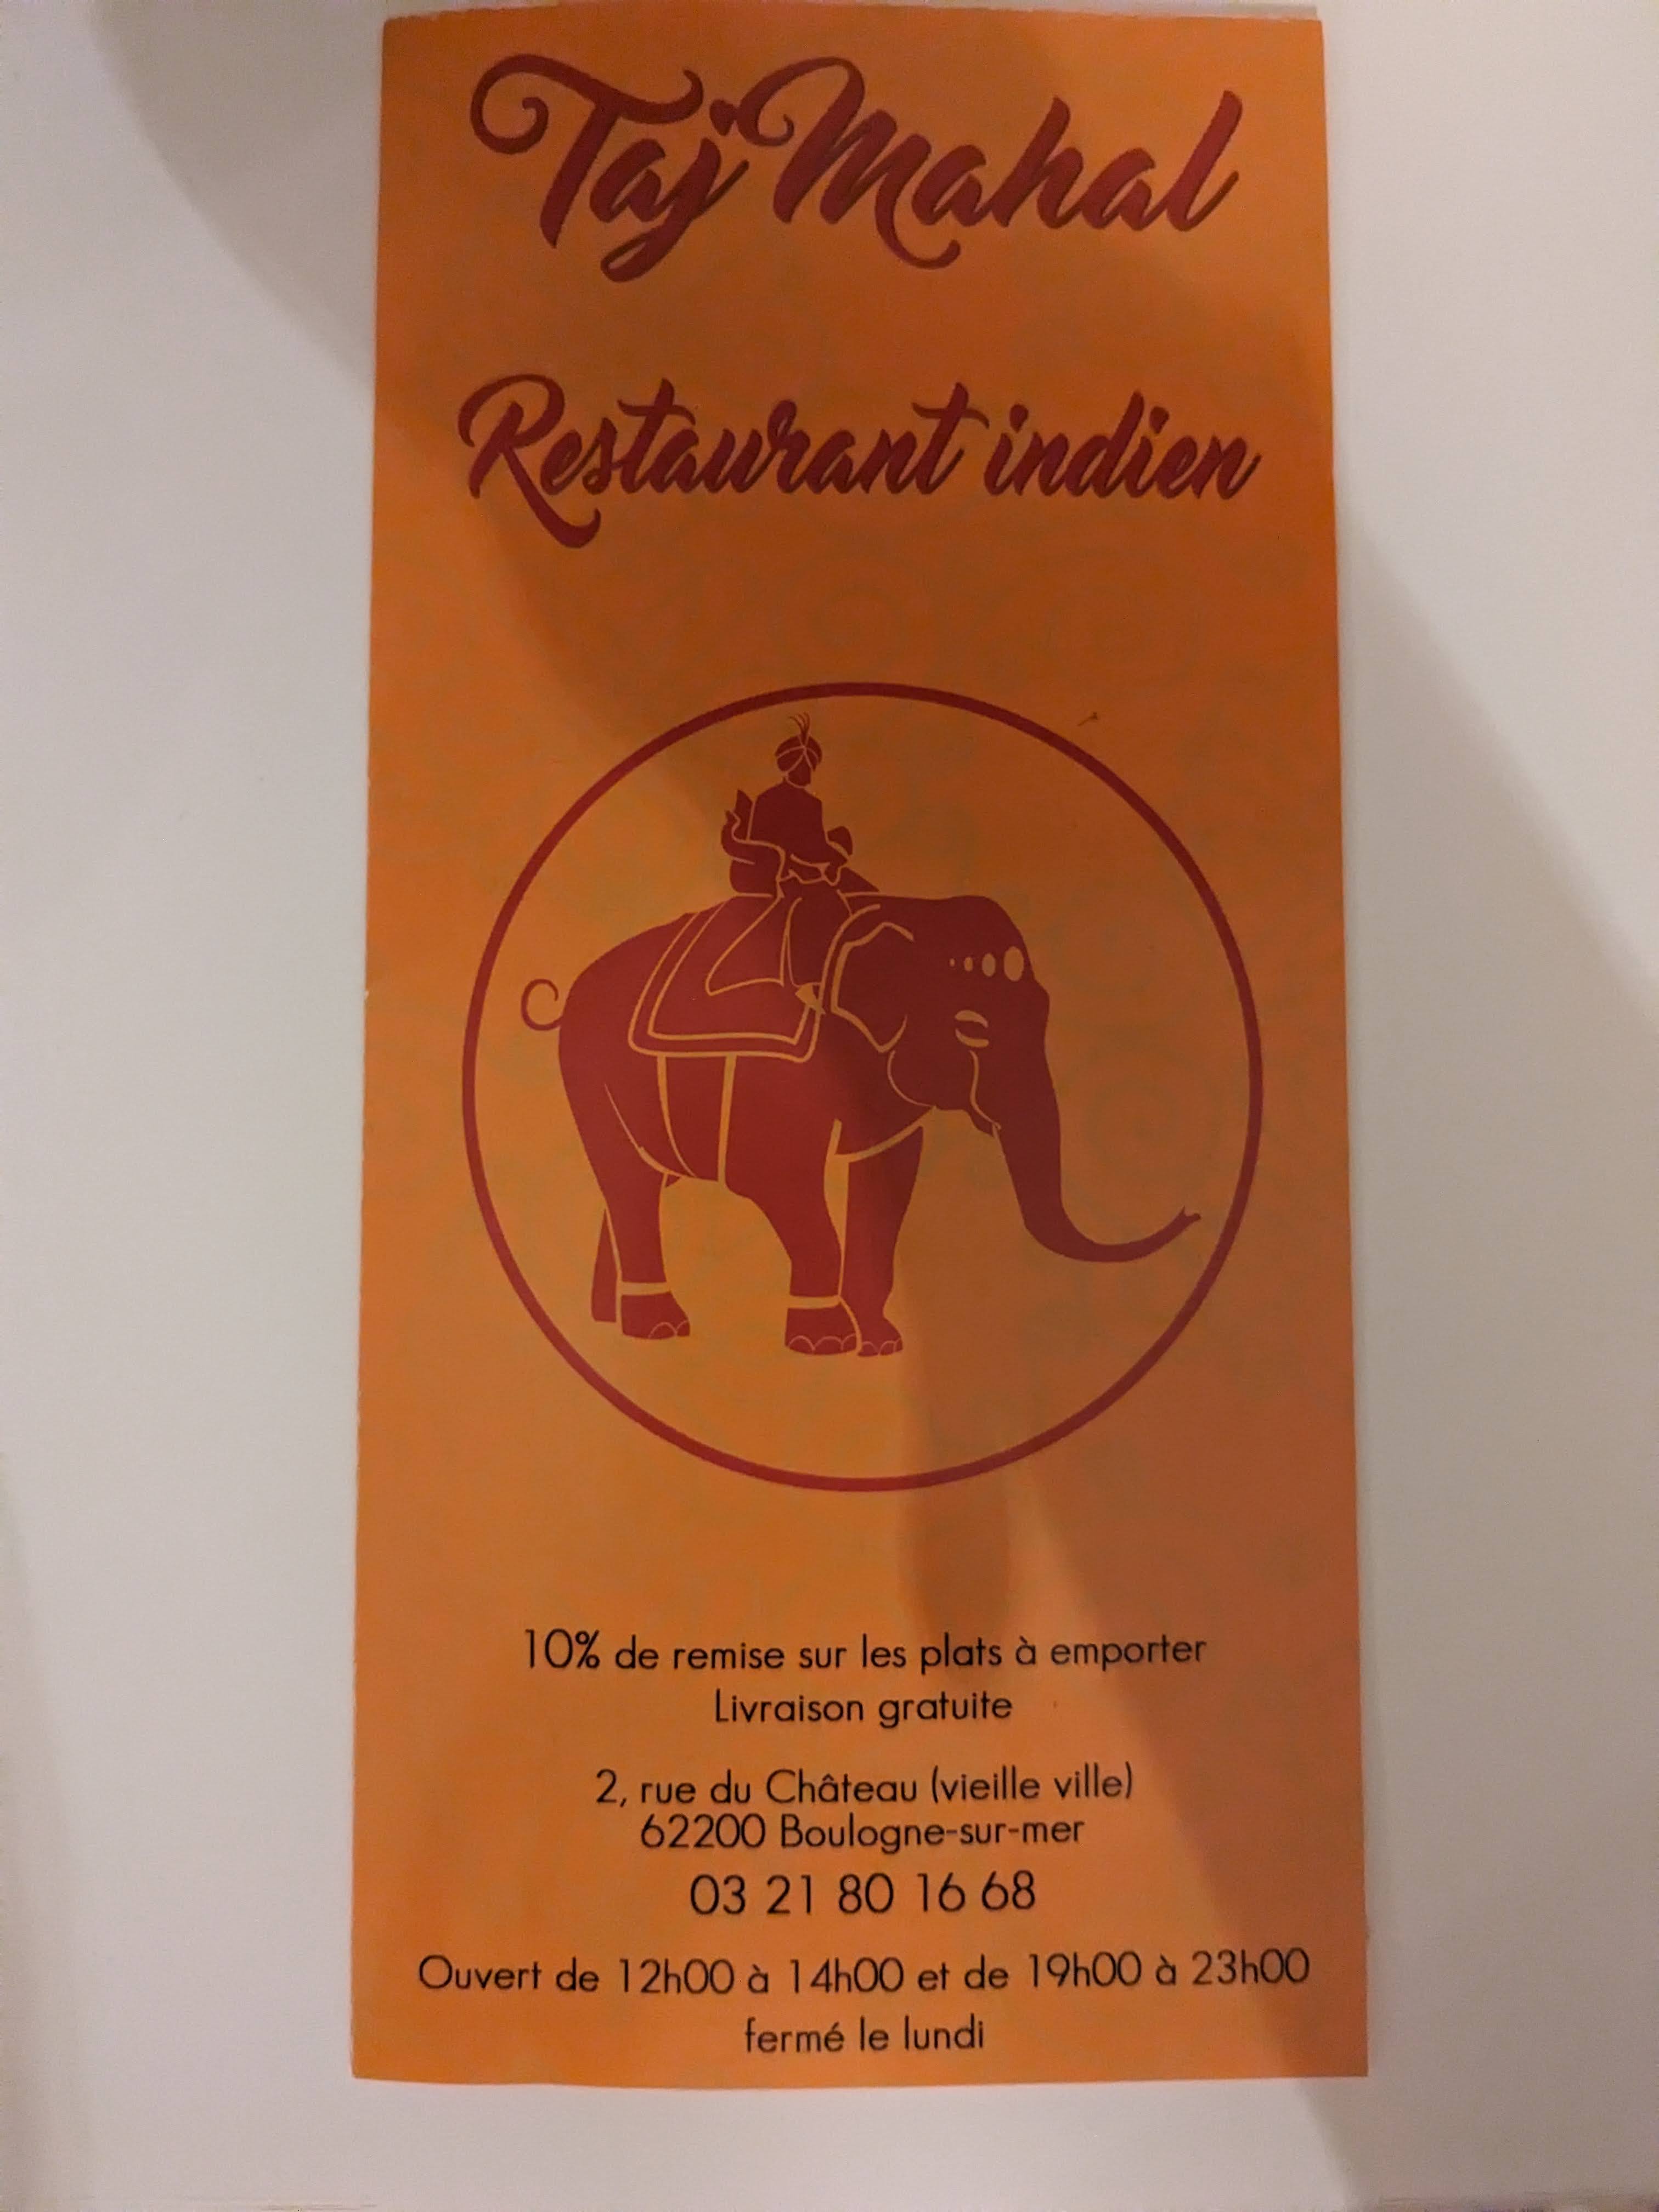 Taj Mahal
Restaurant indien
10% de remise sur les plats à emporter
Livraison gratuite
2, rue du Château (vieille ville)
62200 Boulogne-sur-mer
03 21 80 16 68
Ouvert de 12h00 à 14h00 et de 19h00 à 23h00
fermé le lundi